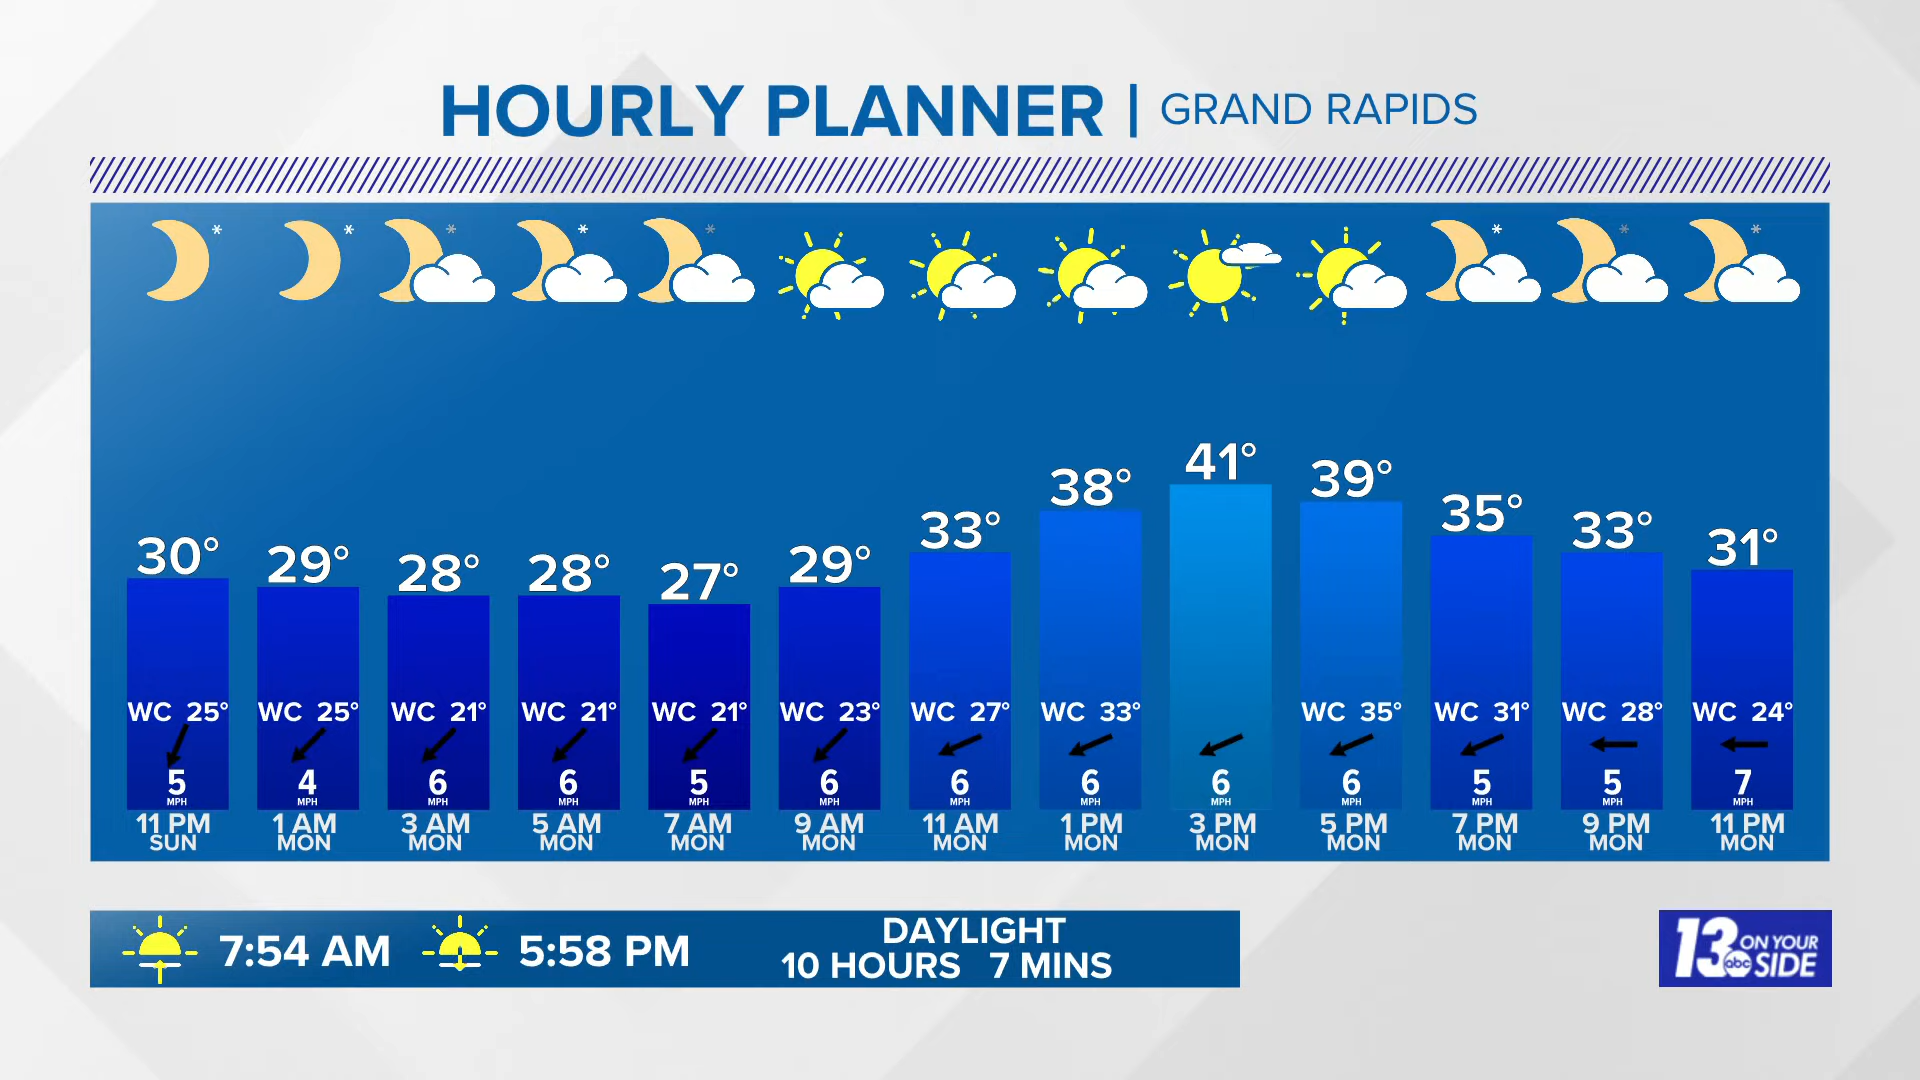 HOURLY PLANNER | GRAND RAPIDS
30° 29° 28° 28° 27° 29° 33° 38° 41° 39° 35° 33° 31°
WC 25° WC 25° WC 21° WC 21° WC 21° WC 23° WC 27° WC 33° WC 35° WC 31° WC 28° WC 24°
5 4 6 6 5 6 6 6 6 6 5 5 7
MPH MPH MPH MPH MPH MPH MPH MPH MPH MPH MPH MPH MPH
11 PM 1 AM 3 AM 5 AM 7 AM 9 AM 11 AM 1 PM 3 PM 5 PM 7 PM 9 PM 11 PM
SUN MON MON MON MON MON MON MON MON MON MON MON MON
7:54 AM 5:58 PM
DAYLIGHT
10 HOURS 7 MINS
13 ON YOUR
abc SIDE